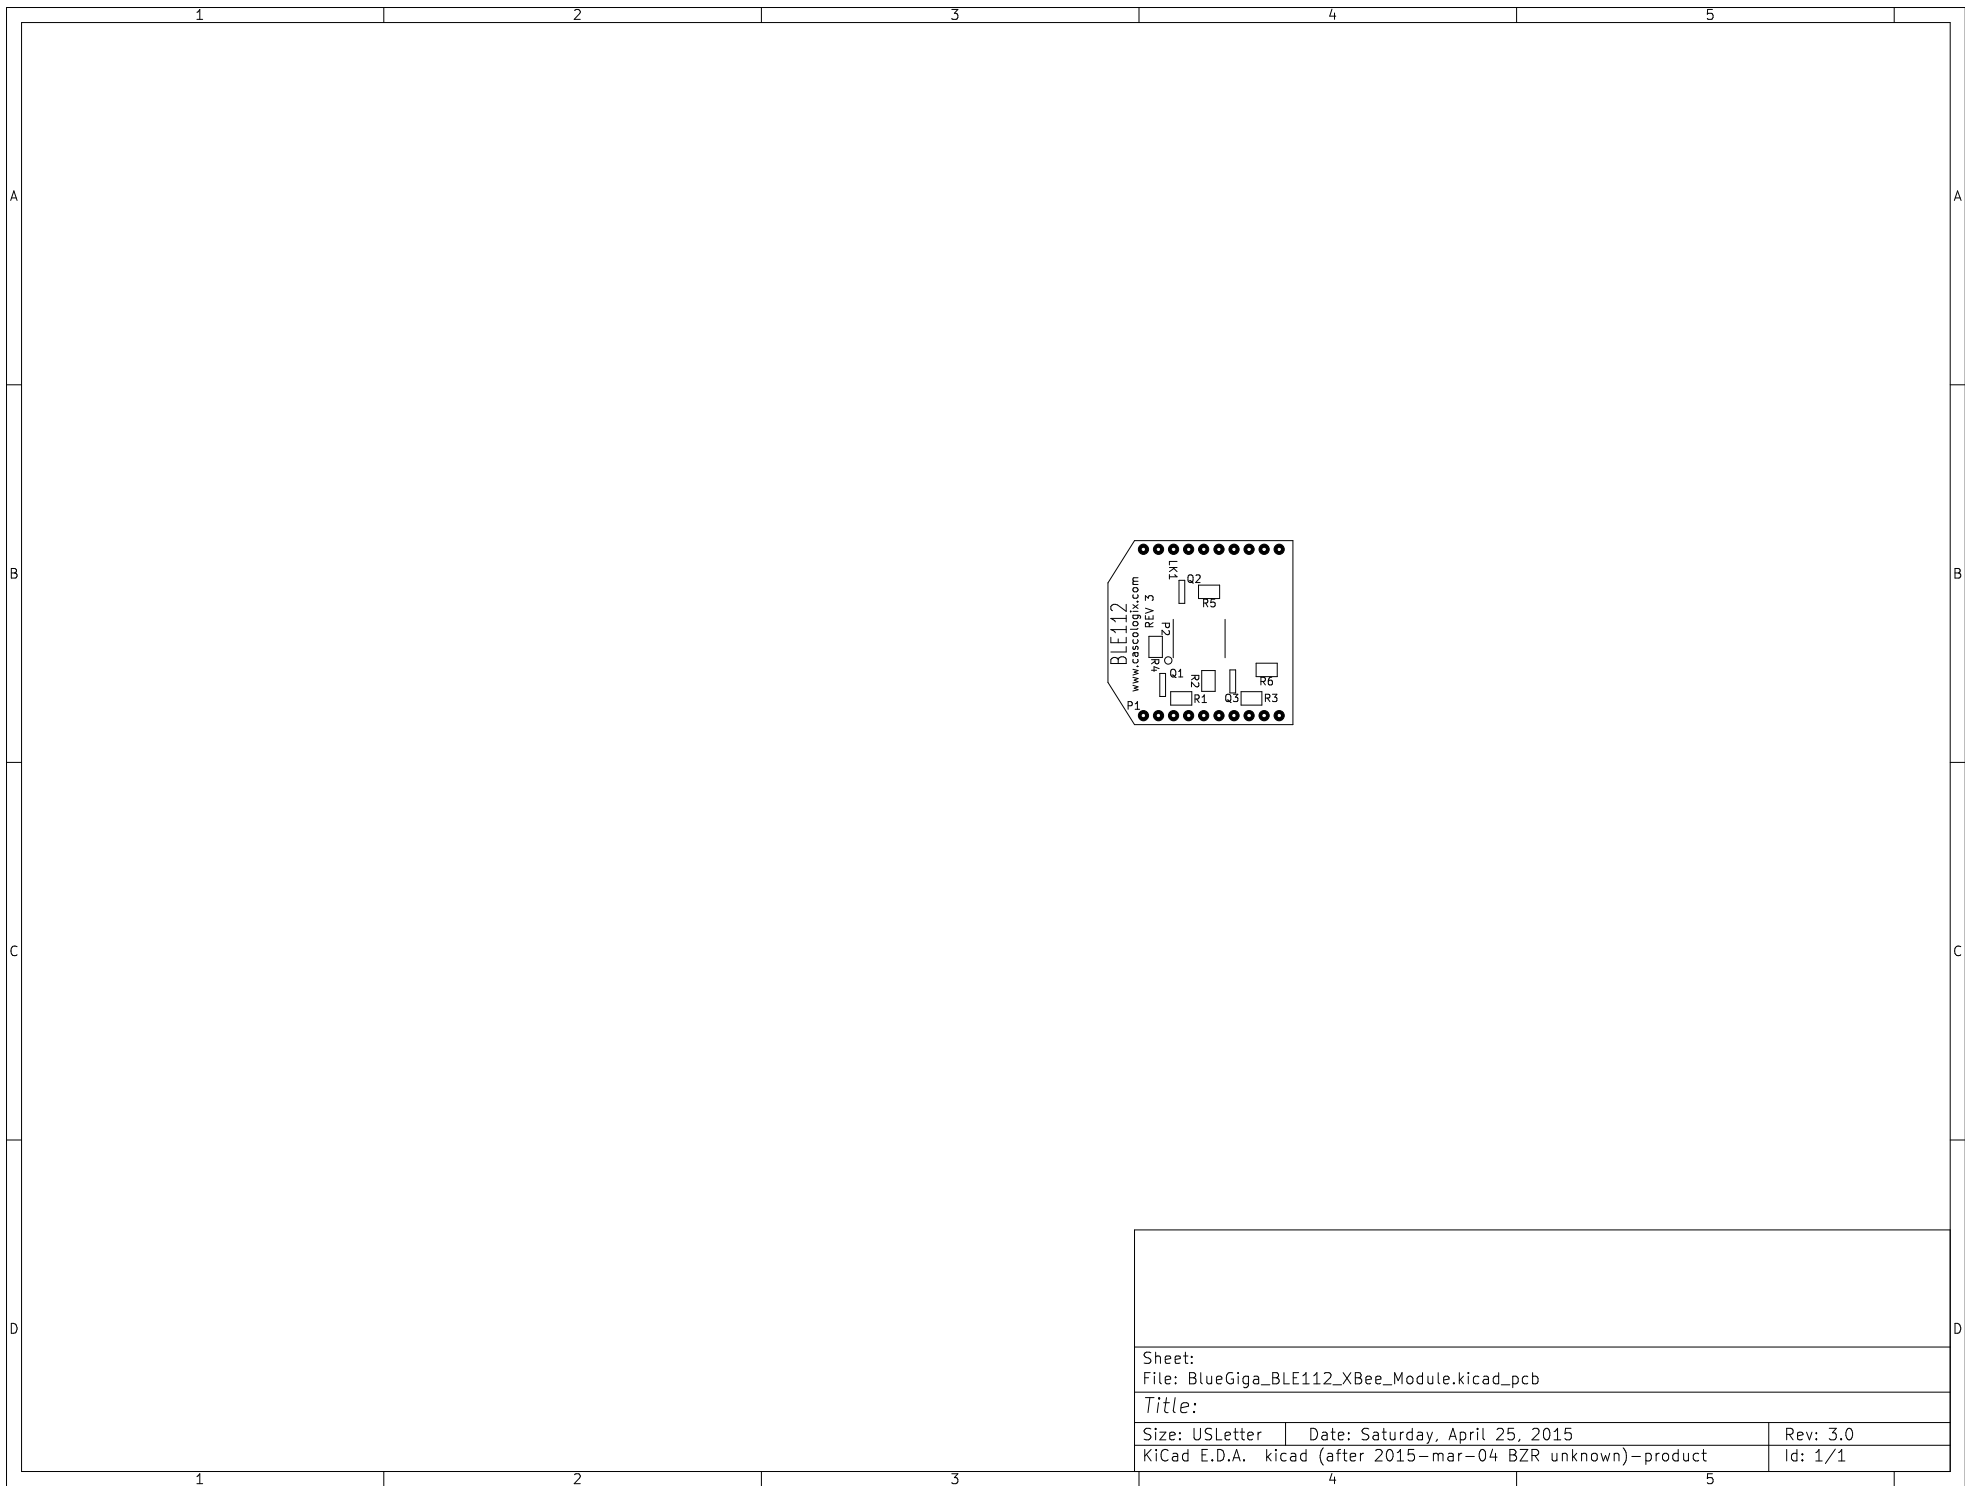 1 2 3 4 5
A A
LK1
Q2
B B
R5
BLE112
www.cascologix.com
REV 3
P2
R4
Q1
R2
R6
P1
R1
Q3
R3
C C
D D
Sheet:
File: BlueGiga_BLE112_XBee_Module.kicad_pcb
Title:
Size: USLetter Date: Saturday, April 25, 2015 Rev: 3.0
KiCad E.D.A. kicad (after 2015-mar-04 BZR unknown)-product Id: 1/1
1 2 3 4 5